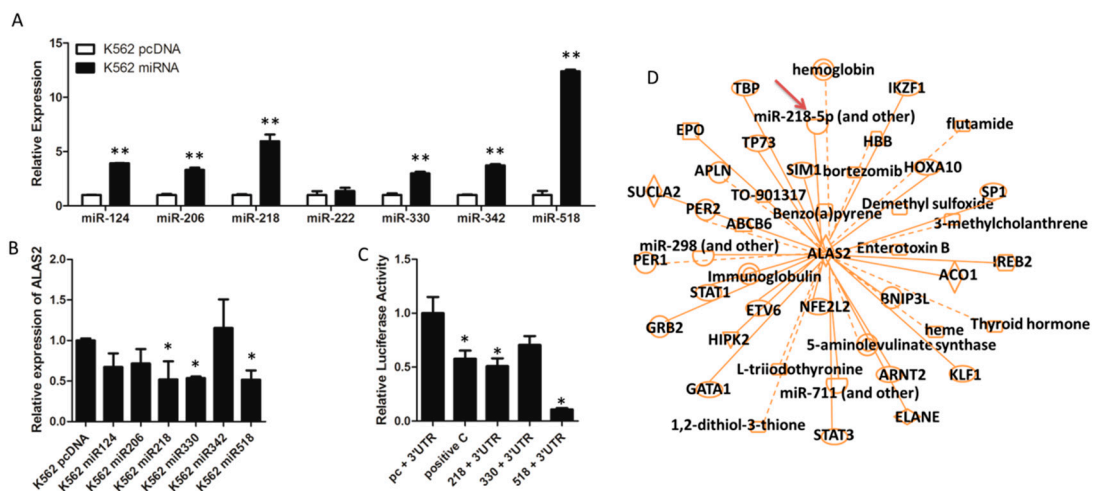 A
K562 pcDNA
K562 miRNA
Relative Expression
15
10
5
0
** ** ** ** ** **
miR-124 miR-206 miR-218 miR-222 miR-330 miR-342 miR-518
B
Relative expression of ALAS2
2.0
1.5
1.0
0.5
0.0
* * *
K562 pcDNA
K562 miR124
K562 miR206
K562 miR218
K562 miR330
K562 miR342
K562 miR518
C
Relative Luciferase Activity
1.5
1.0
0.5
0.0
* * *
pc + 3'UTR
positive C
218 + 3'UTR
330 + 3'UTR
518 + 3'UTR
D
hemoglobin
TBP
IKZF1
miR-218-5p (and other)
flutamide
EPO
TP73
HBB
APLN
SIM1
bortezomib
HOXA10
SUCLA2
TO-901317
SP1
PER2
Benzo(a)pyrene
Demethyl sulfoxide
ABCB6
3-methylcholanthrene
miR-298 (and other)
ALAS2
Enterotoxin B
PER1
IREB2
Immunoglobulin
ACO1
STAT1
ETV6
NFE2L2
BNIP3L
GRB2
Thyroid hormone
HIPK2
heme
5-aminolevulinate synthase
L-triiodothyronine
ARNT2
KLF1
GATA1
miR-711 (and other)
1,2-dithiol-3-thione
ELANE
STAT3